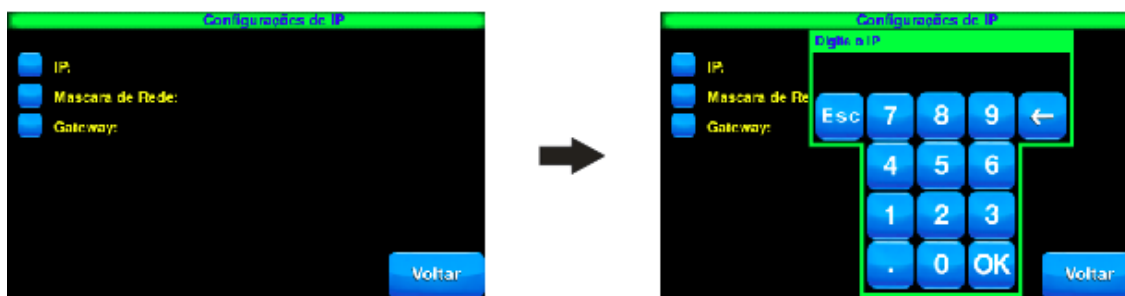 Configurações de IP
IP:
Mascara de Rede:
Gateway:
Voltar
Configurações de IP
Digite o IP
IP:
Mascara de Re
Gateway:
Esc 7 8 9 ←
4 5 6
1 2 3
. 0 OK
Voltar